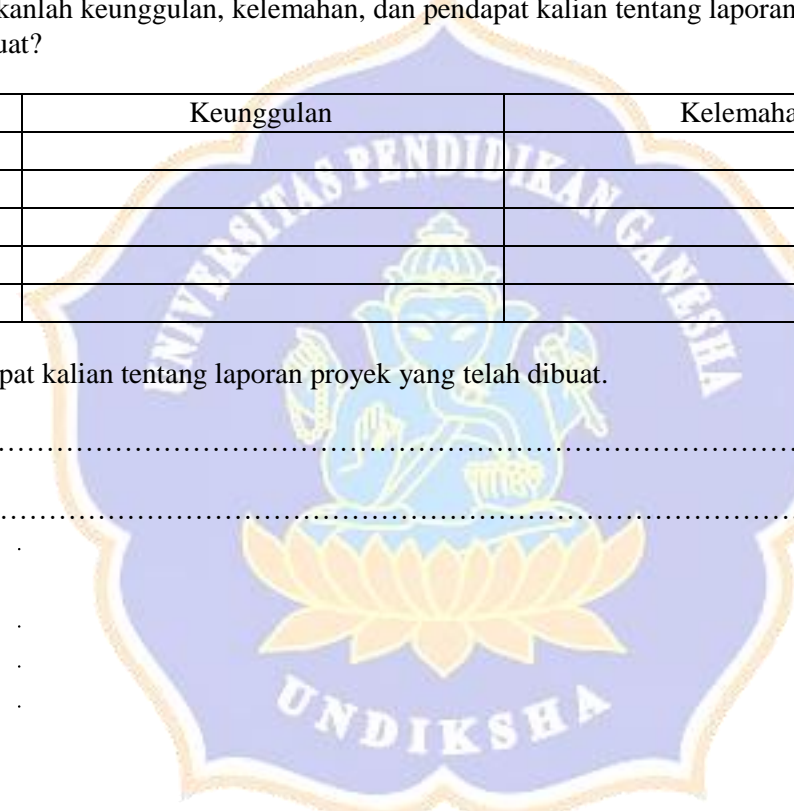 kanlah keunggulan, kelemahan, dan pendapat kalian tentang laporan
uat?
Keunggulan Kelemaha
UNIVERSITAS PENDIDIKAN GANESHA
pat kalian tentang laporan proyek yang telah dibuat.
……………………………………………………………………………
……………………………………………………………………………
.
.
.
.
UNDIKSHA